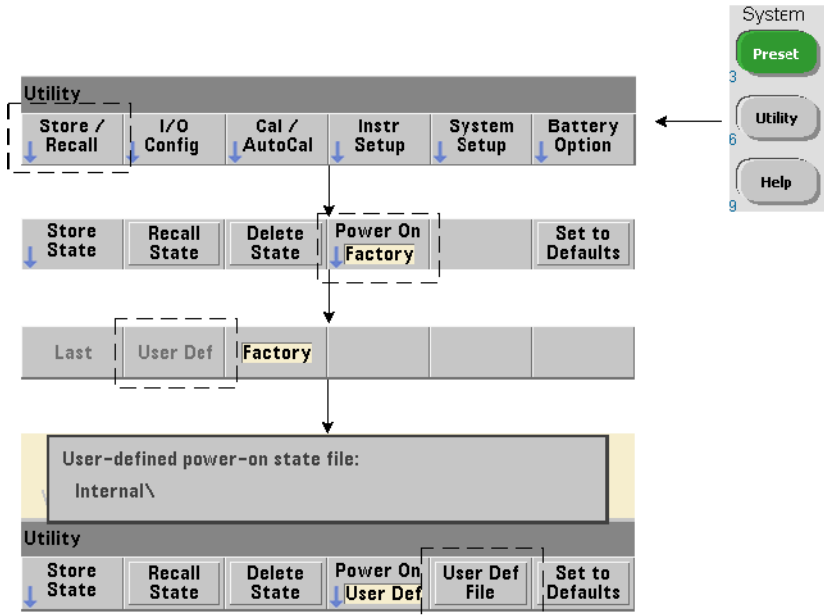 System
Preset
3
Utility
6
Help
9
Utility
Store / Recall
I/O Config
Cal / AutoCal
Instr Setup
System Setup
Battery Option
Store State
Recall State
Delete State
Power On Factory
Set to Defaults
Last
User Def
Factory
User-defined power-on state file:
Internal\
Utility
Store State
Recall State
Delete State
Power On User Def
User Def File
Set to Defaults